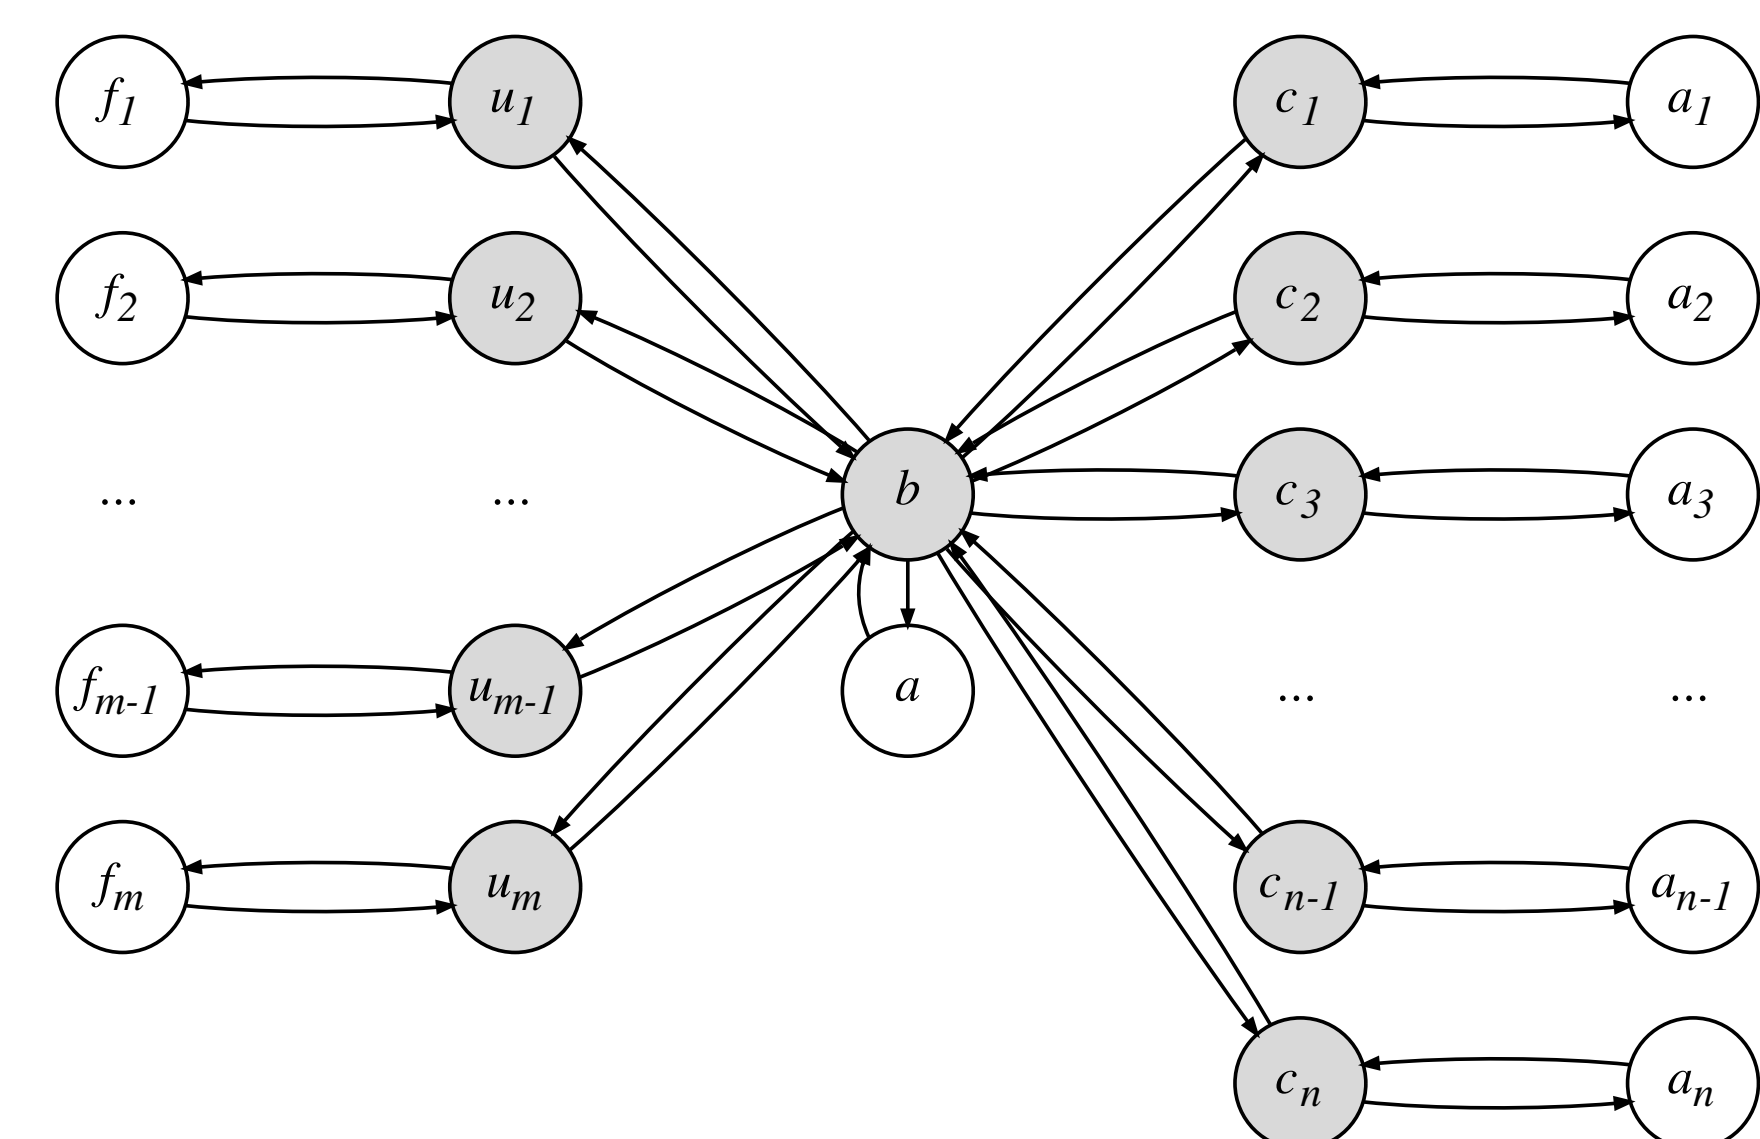 f1 u1 c1 a1
f2 u2 c2 a2
... ... b c3 a3
fm-1 um-1 a ... ...
fm um cn-1 an-1
cn an